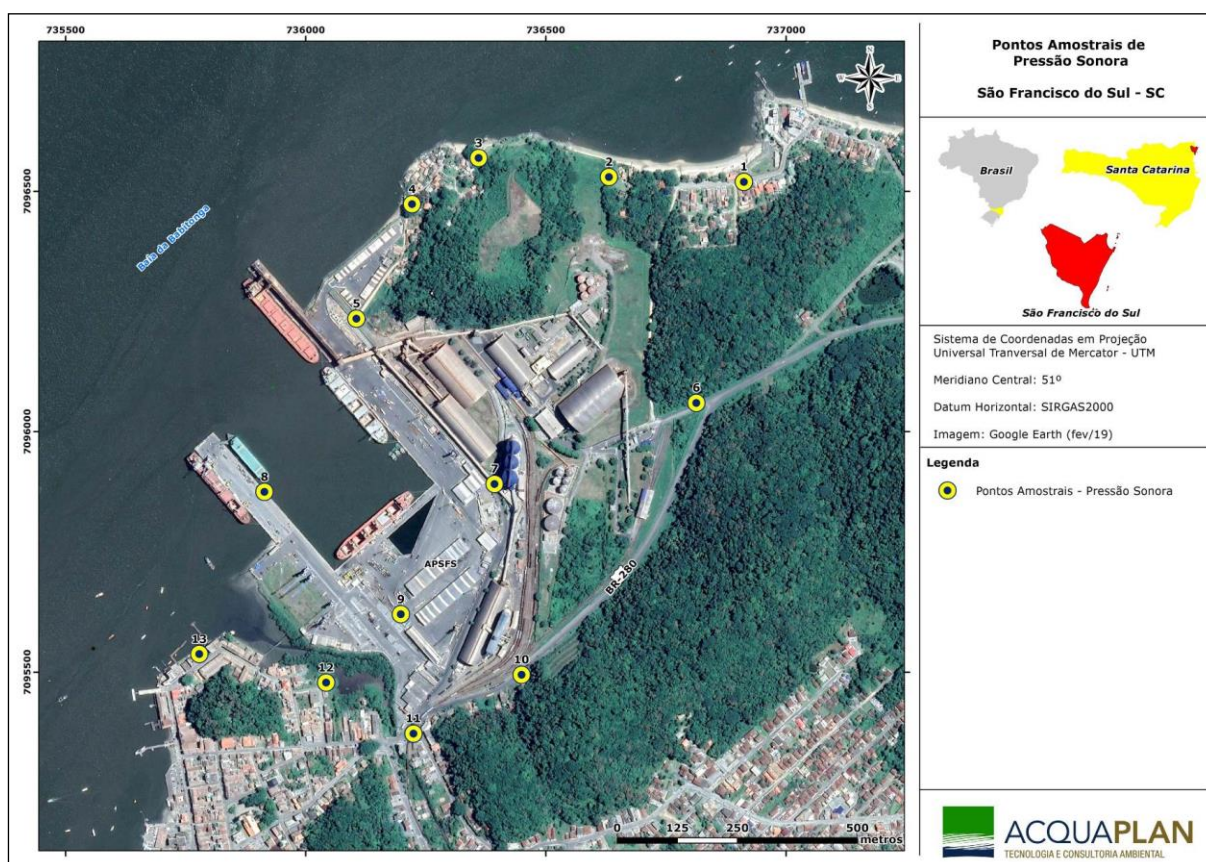 735500
736000
736500
737000
7096500
7096000
7095500
N
Baía da Babitonga
1
2
3
4
5
6
7
8
9
10
11
12
13
APSFS
BR-280
0 125 250 500
metros
Pontos Amostrais de
Pressão Sonora
São Francisco do Sul - SC
Brasil
Santa Catarina
São Francisco do Sul
Sistema de Coordenadas em Projeção
Universal Tranversal de Mercator - UTM
Meridiano Central: 51º
Datum Horizontal: SIRGAS2000
Imagem: Google Earth (fev/19)
Legenda
Pontos Amostrais - Pressão Sonora
ACQUAPLAN
TECNOLOGIA E CONSULTORIA AMBIENTAL